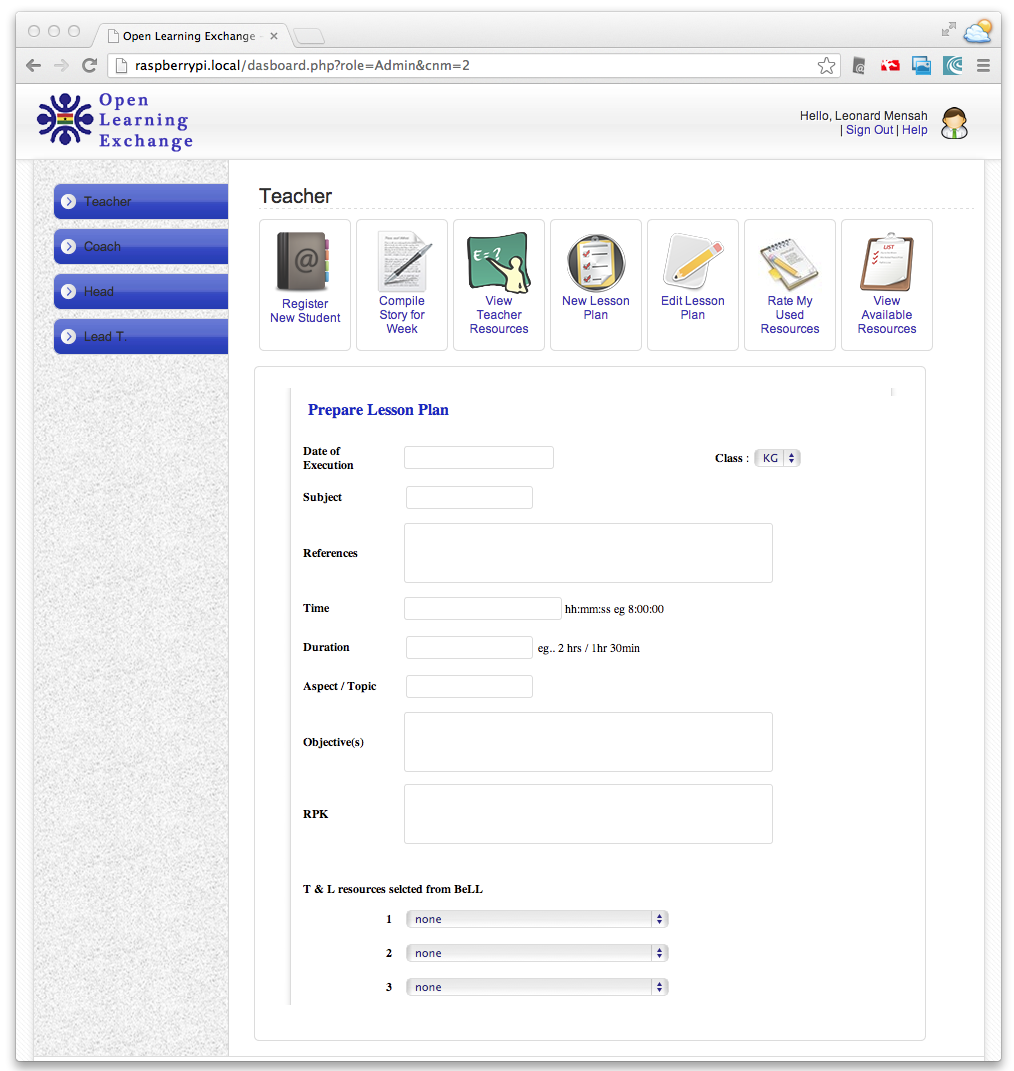 Open Learning Exchange -
raspberrypi.local/dasboard.php?role=Admin&cnm=2
Open
Learning
Exchange
Hello, Leonard Mensah
| Sign Out | Help
Teacher
Coach
Head
Lead T.
Teacher
Register
New Student
Compile
Story for
Week
View
Teacher
Resources
New Lesson
Plan
Edit Lesson
Plan
Rate My
Used
Resources
View
Available
Resources
E=?
@
LIST
Prepare Lesson Plan
Date of
Execution
Class : KG
Subject
References
Time hh:mm:ss eg 8:00:00
Duration eg.. 2 hrs / 1hr 30min
Aspect / Topic
Objective(s)
RPK
T & L resources selcted from BeLL
1 none
2 none
3 none